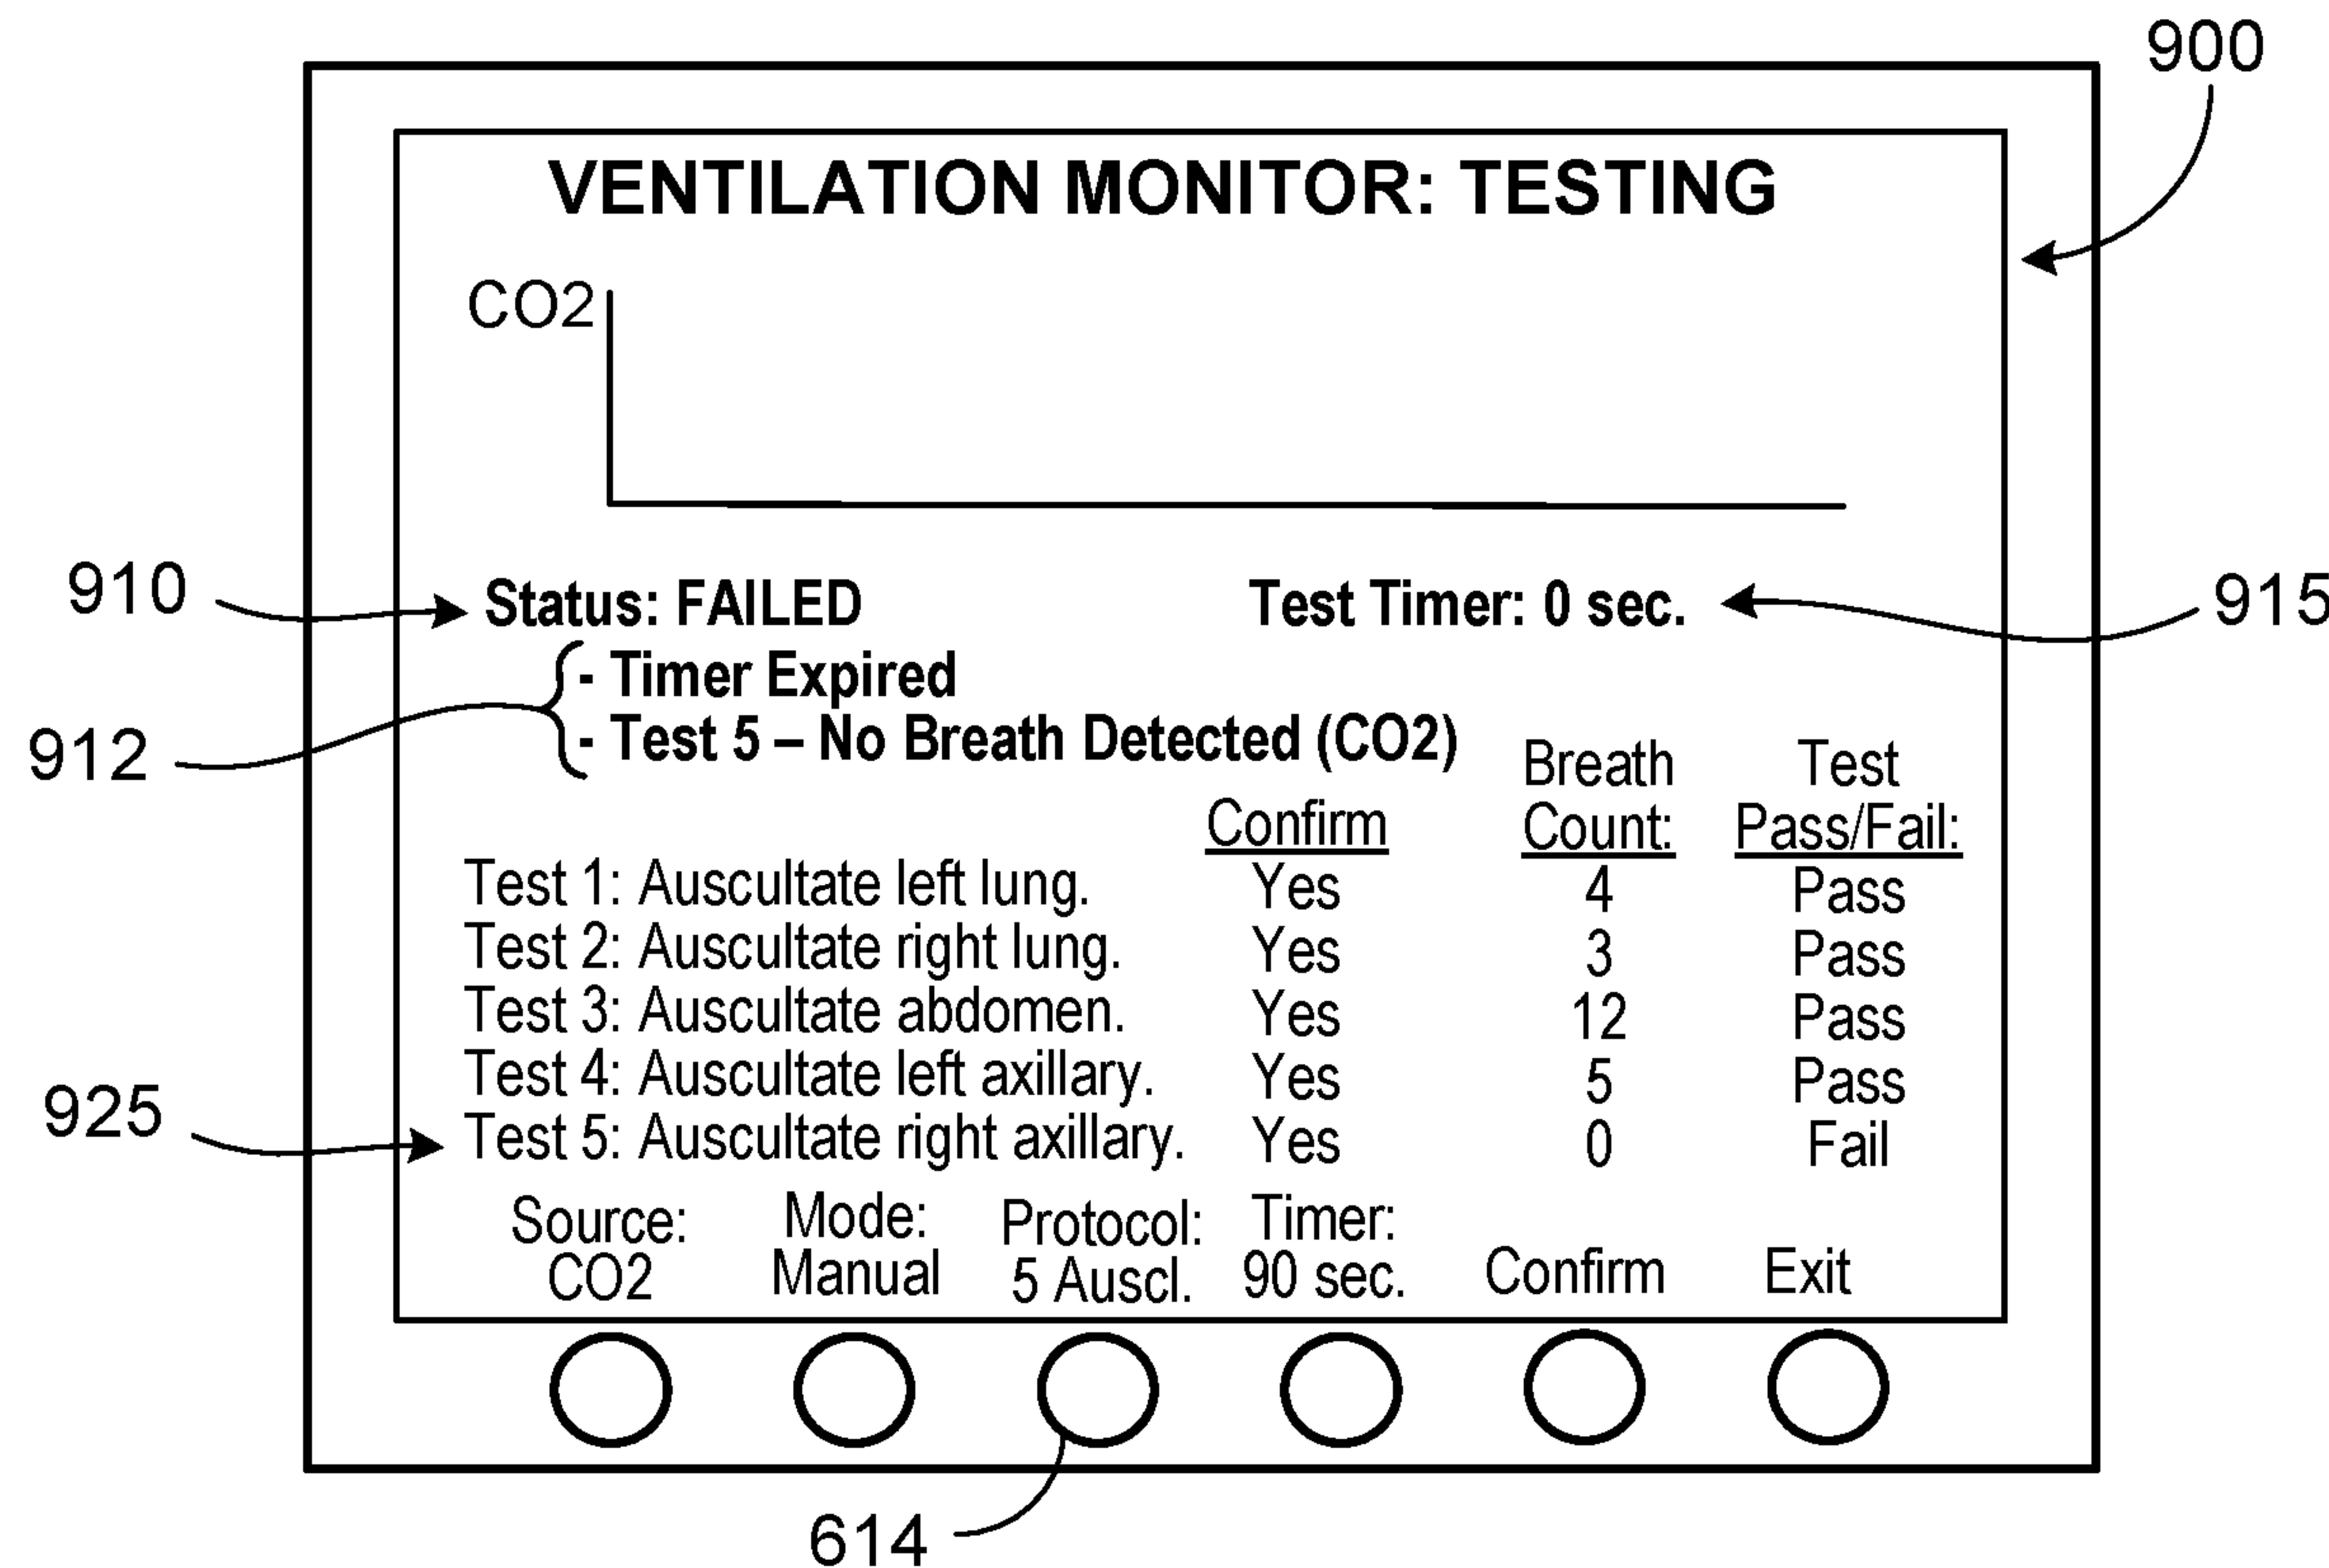 900
VENTILATION MONITOR: TESTING
CO2
910
Status: FAILED
Test Timer: 0 sec.
915
912
- Timer Expired
- Test 5 – No Breath Detected (CO2)
Confirm
Breath
Count:
Test
Pass/Fail:
Test 1: Auscultate left lung. Yes 4 Pass
Test 2: Auscultate right lung. Yes 3 Pass
Test 3: Auscultate abdomen. Yes 12 Pass
Test 4: Auscultate left axillary. Yes 5 Pass
925
Test 5: Auscultate right axillary. Yes 0 Fail
Source:
CO2
Mode:
Manual
Protocol:
5 Auscl.
Timer:
90 sec.
Confirm
Exit
614